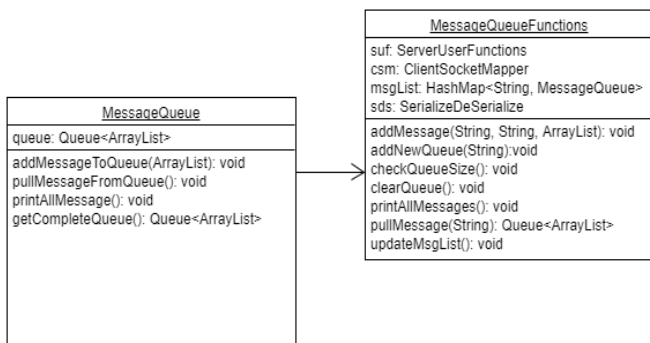 MessageQueueFunctions
suf: ServerUserFunctions
csm: ClientSocketMapper
msgList: HashMap<String, MessageQueue>
sds: SerializeDeSerialize
addMessage(String, String, ArrayList): void
addNewQueue(String):void
checkQueueSize(): void
clearQueue(): void
printAllMessages(): void
pullMessage(String): Queue<ArrayList>
updateMsgList(): void
MessageQueue
queue: Queue<ArrayList>
addMessageToQueue(ArrayList): void
pullMessageFromQueue(): void
printAllMessage(): void
getCompleteQueue(): Queue<ArrayList>